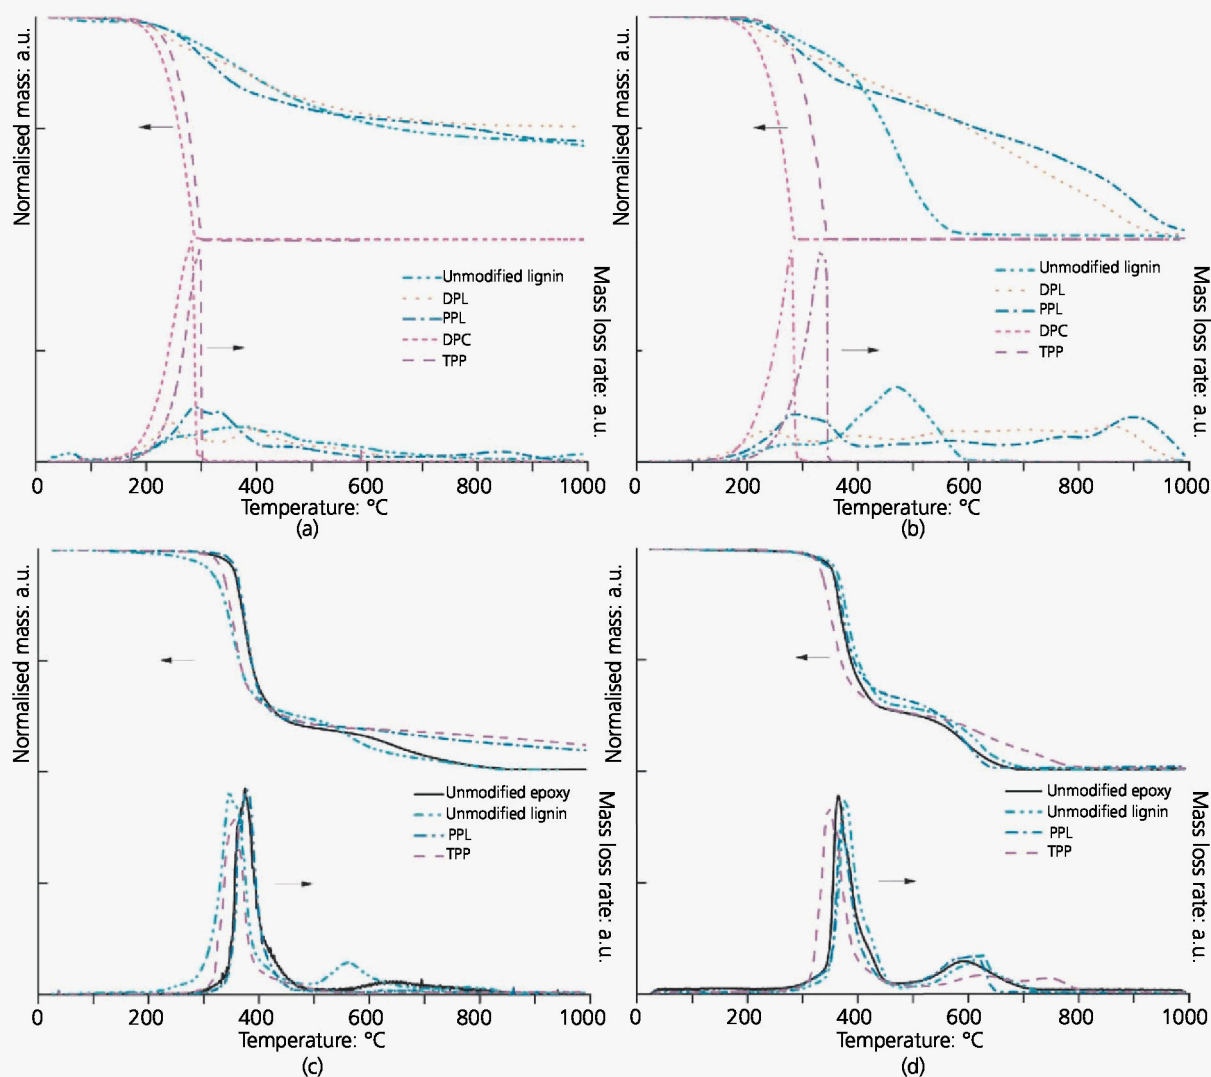 Normalised mass: a.u.
Mass loss rate: a.u.
Unmodified lignin
DPL
PPL
DPC
TPP
0 200 400 600 800 1000
Temperature: °C
(a)
Normalised mass: a.u.
Mass loss rate: a.u.
Unmodified lignin
DPL
PPL
DPC
TPP
0 200 400 600 800 1000
Temperature: °C
(b)
Normalised mass: a.u.
Mass loss rate: a.u.
Unmodified epoxy
Unmodified lignin
PPL
TPP
0 200 400 600 800 1000
Temperature: °C
(c)
Normalised mass: a.u.
Mass loss rate: a.u.
Unmodified epoxy
Unmodified lignin
PPL
TPP
0 200 400 600 800 1000
Temperature: °C
(d)